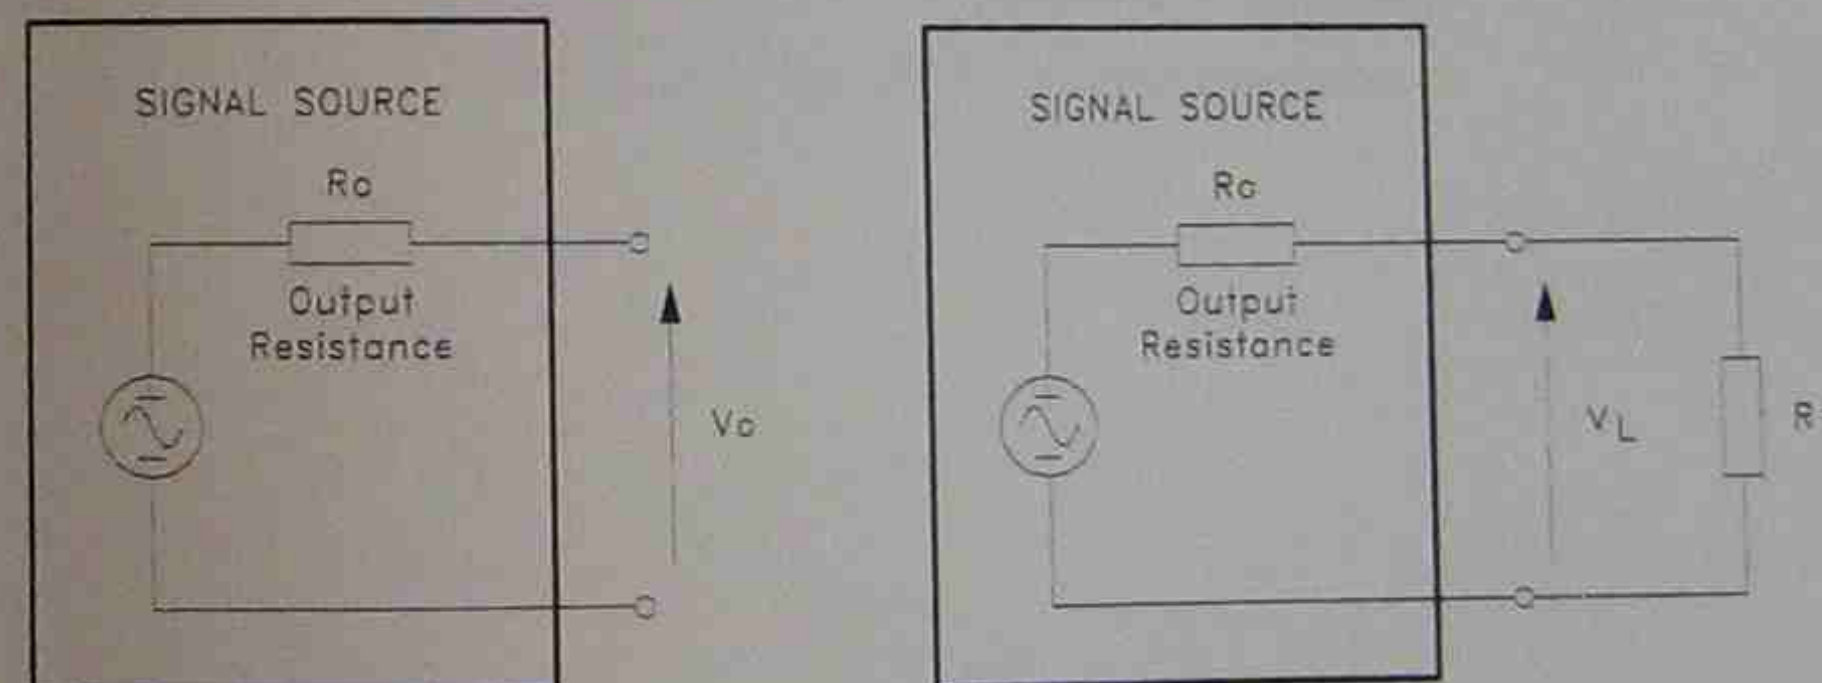 SIGNAL SOURCE
Ro
Output
Resistance
Vo
SIGNAL SOURCE
Ro
Output
Resistance
VL
R